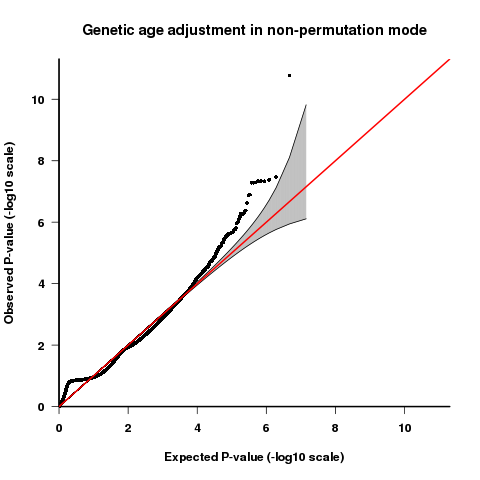 Genetic age adjustment in non-permutation mode
Observed P-value (-log10 scale)
10
8
6
4
2
0
0 2 4 6 8 10
Expected P-value (-log10 scale)